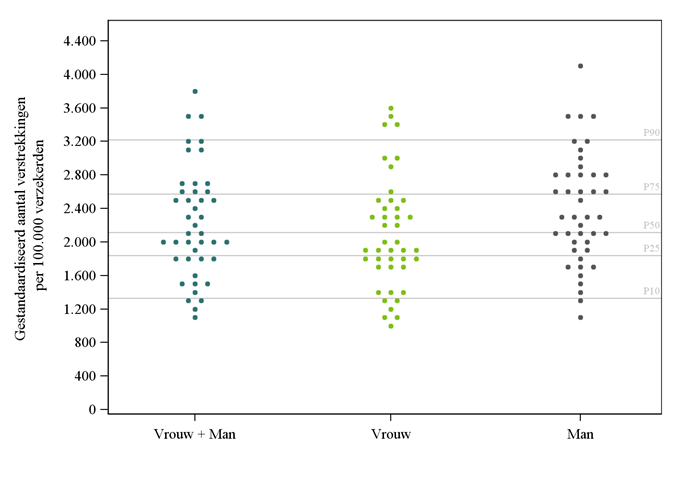 Gestandaardiseerd aantal verstrekkingen
per 100.000 verzekerden
4.400
4.000
3.600
3.200
2.800
2.400
2.000
1.600
1.200
800
400
0
P90
P75
P50
P25
P10
Vrouw + Man
Vrouw
Man